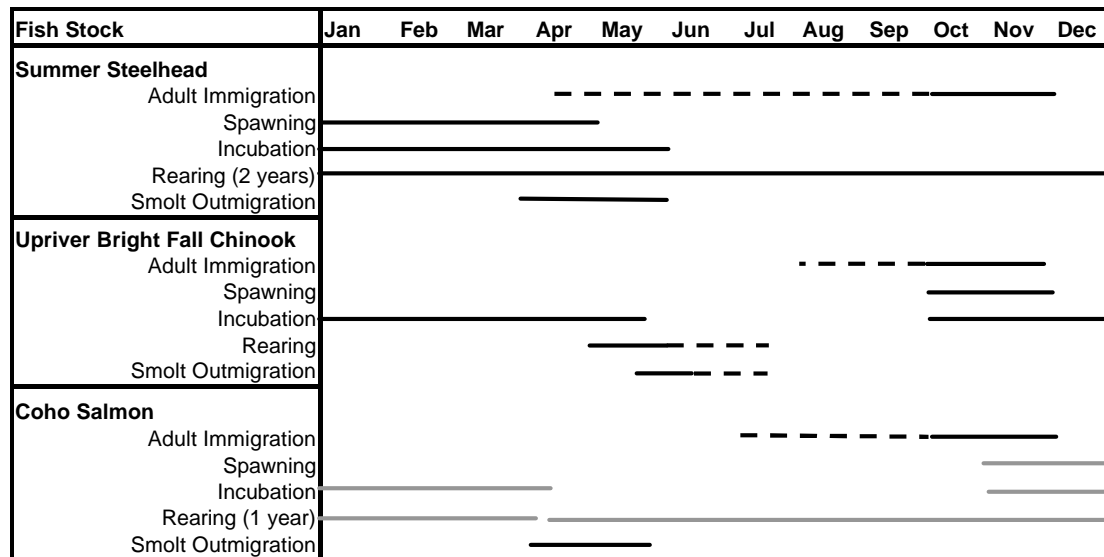 Fish Stock Jan Feb Mar Apr May Jun Jul Aug Sep Oct Nov Dec
Summer Steelhead
Adult Immigration
Spawning
Incubation
Rearing (2 years)
Smolt Outmigration
Upriver Bright Fall Chinook
Adult Immigration
Spawning
Incubation
Rearing
Smolt Outmigration
Coho Salmon
Adult Immigration
Spawning
Incubation
Rearing (1 year)
Smolt Outmigration